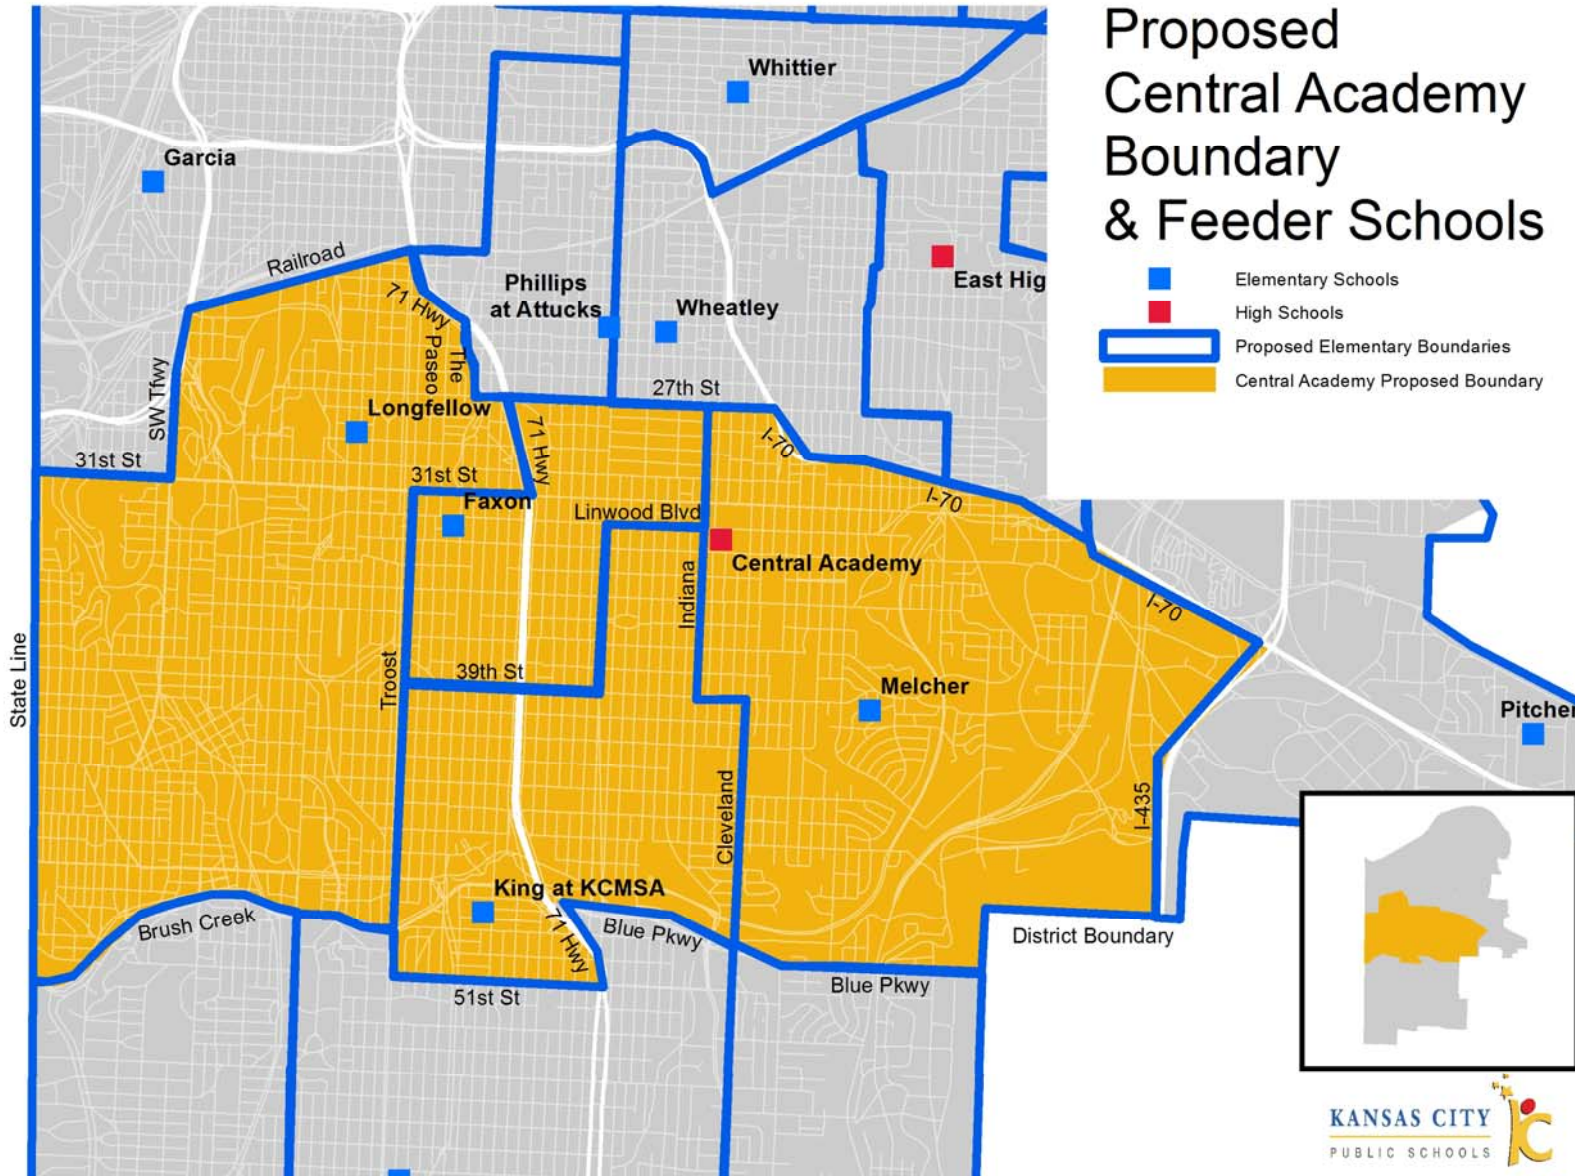 Proposed
Central Academy
Boundary
& Feeder Schools
Elementary Schools
High Schools
Proposed Elementary Boundaries
Central Academy Proposed Boundary
Whittier
Garcia
Railroad
71 Hwy
The
Paseo
Phillips
at Attucks
Wheatley
East Hig
27th St
SW Tfwy
Longfellow
31st St
31st St
71 Hwy
I-70
I-70
Faxon
Linwood Blvd
Central Academy
Indiana
I-70
State Line
Troost
39th St
Melcher
Pitcher
Cleveland
I-435
King at KCMSA
Brush Creek
71 Hwy
Blue Pkwy
District Boundary
51st St
Blue Pkwy
KANSAS CITY
PUBLIC SCHOOLS
KC